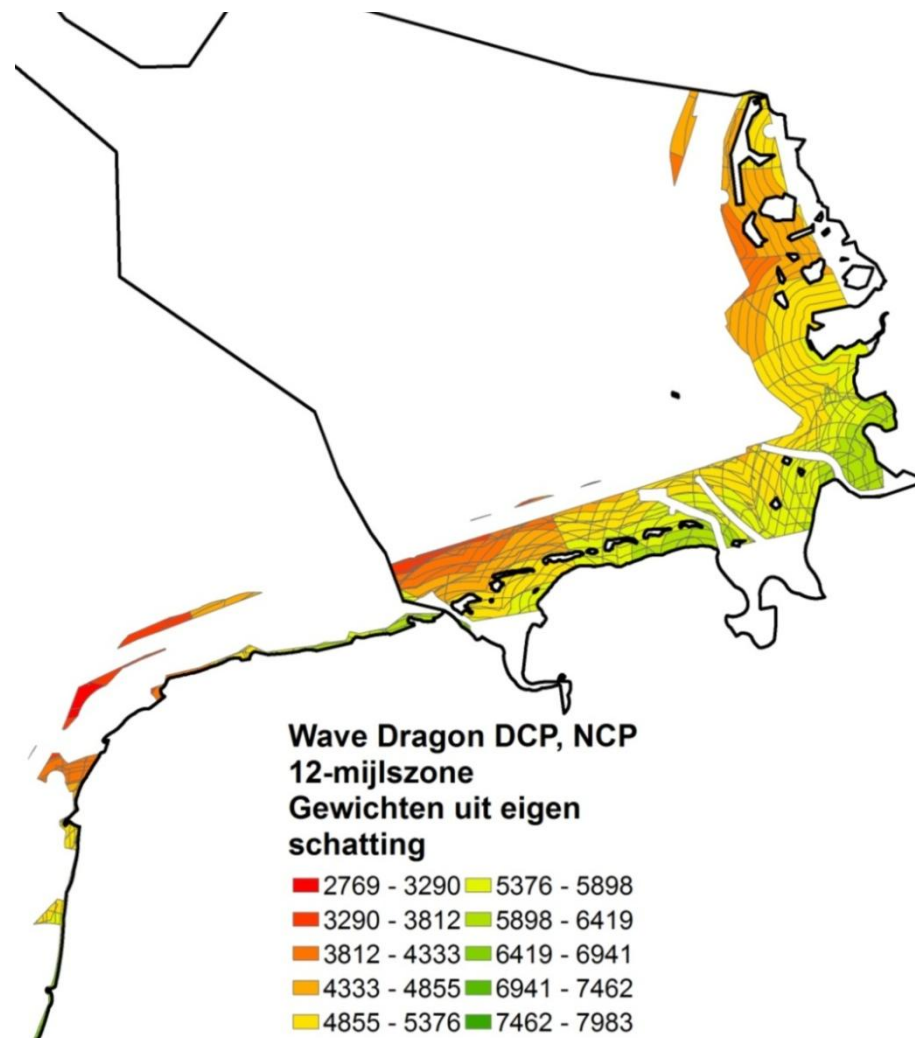 Wave Dragon DCP, NCP
12-mijlszone
Gewichten uit eigen
schatting
2769 - 3290 5376 - 5898
3290 - 3812 5898 - 6419
3812 - 4333 6419 - 6941
4333 - 4855 6941 - 7462
4855 - 5376 7462 - 7983